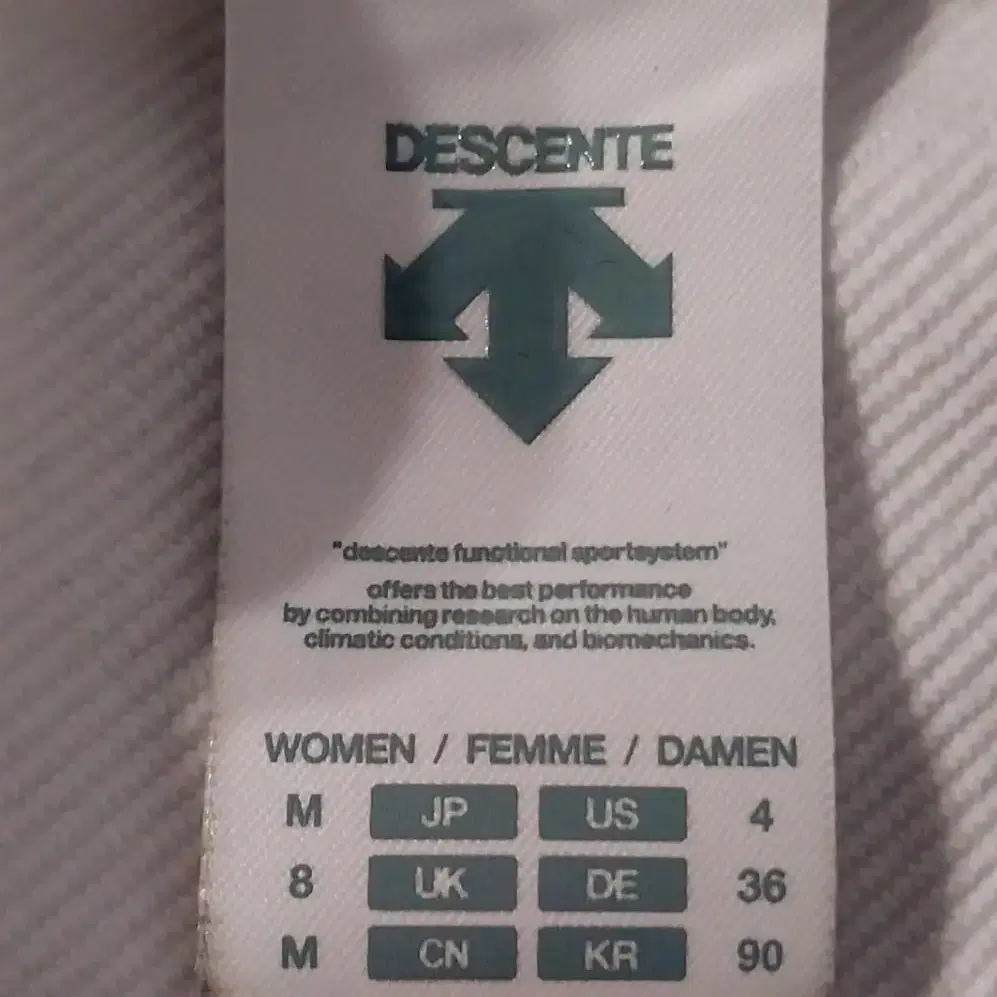 DESCENTE
"descente functional sportsystem"
offers the best performance
by combining research on the human body,
climatic conditions, and biomechanics.
WOMEN / FEMME / DAMEN
M JP US 4
8 UK DE 36
M CN KR 90